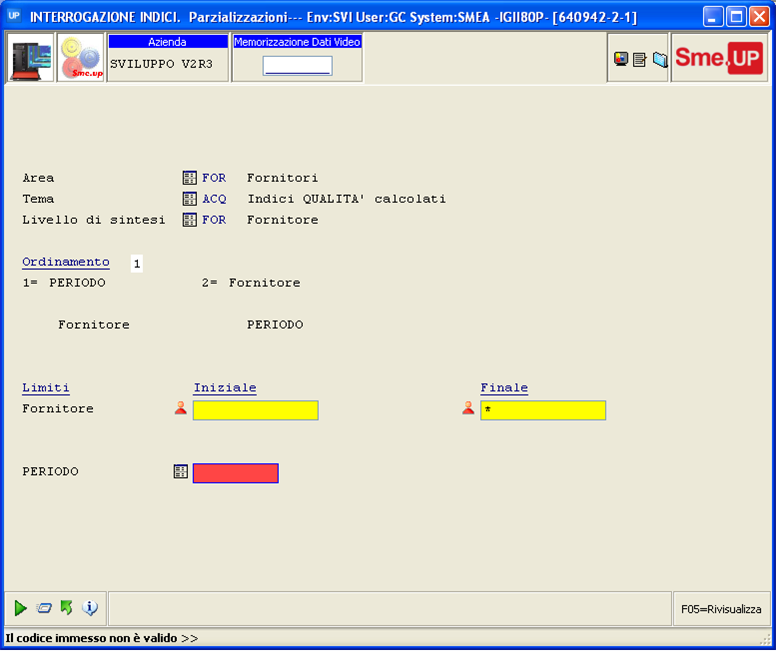 UP INTERROGAZIONE INDICI. Parzializzazioni--- Env:SVI User:GC System:SMEA -IGII80P- [640942-2-1]
Sme.up
Azienda
SVILUPPO V2R3
Memorizzazione Dati Video
Sme.UP
Area FOR Fornitori
Tema ACQ Indici QUALITA' calcolati
Livello di sintesi FOR Fornitore
Ordinamento 1
1= PERIODO 2= Fornitore
Fornitore PERIODO
Limiti Iniziale Finale
Fornitore *
PERIODO
F05=Rivisualizza
Il codice immesso non è valido >>